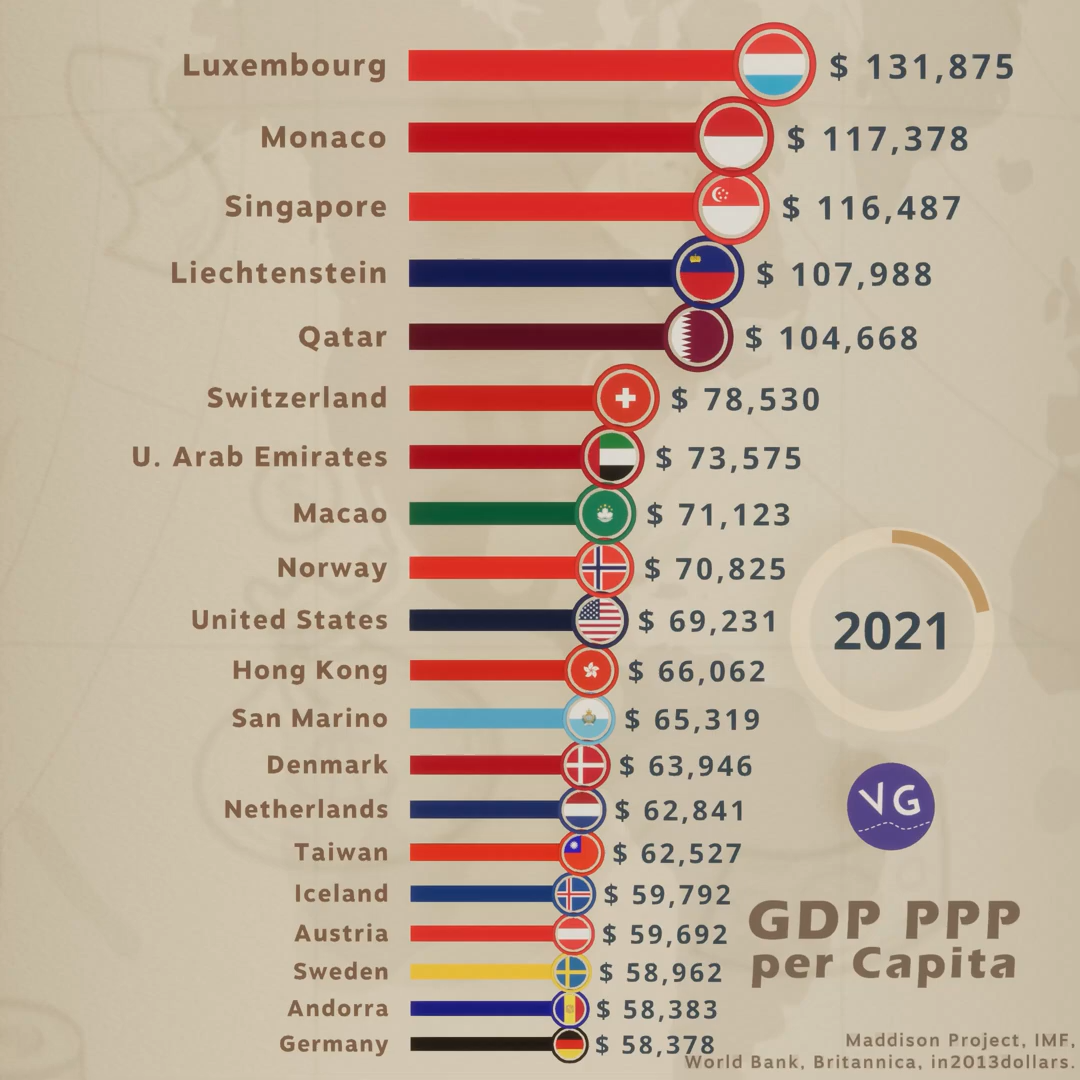 Luxembourg $ 131,875
Monaco $ 117,378
Singapore $ 116,487
Liechtenstein $ 107,988
Qatar $ 104,668
Switzerland $ 78,530
U. Arab Emirates $ 73,575
Macao $ 71,123
Norway $ 70,825
United States $ 69,231
Hong Kong $ 66,062
San Marino $ 65,319
Denmark $ 63,946
Netherlands $ 62,841
Taiwan $ 62,527
Iceland $ 59,792
Austria $ 59,692
Sweden $ 58,962
Andorra $ 58,383
Germany $ 58,378
2021
VG
GDP PPP
per Capita
Maddison Project, IMF,
World Bank, Britannica, in2013dollars.